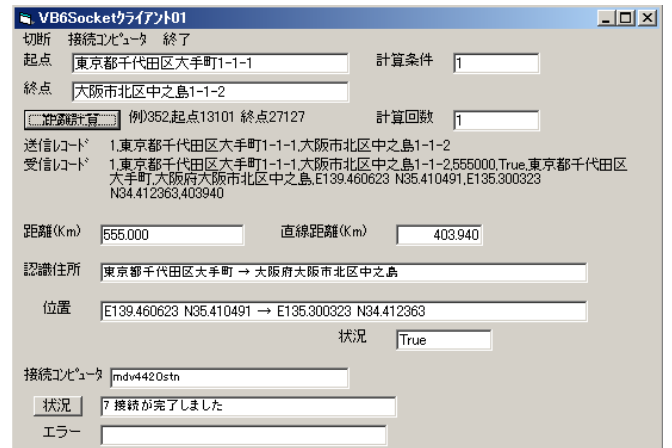 VB6Socketクライアント01
切断 接続コンピュータ 終了
起点 東京都千代田区大手町1-1-1 計算条件 1
終点 大阪市北区中之島1-1-2
距離計算 例)352,起点13101 終点27127 計算回数 1
送信レコード 1,東京都千代田区大手町1-1-1,大阪市北区中之島1-1-2
受信レコード 1,東京都千代田区大手町1-1-1,大阪市北区中之島1-1-2,555000,True,東京都千代田区
大手町,大阪府大阪市北区中之島,E139.460623 N35.410491,E135.300323
N34.412363,403940
距離(Km) 555.000 直線距離(Km) 403.940
認識住所 東京都千代田区大手町 → 大阪府大阪市北区中之島
位置 E139.460623 N35.410491 → E135.300323 N34.412363
状況 True
接続コンピュータ mdv4420stn
状況 7 接続が完了しました
エラー